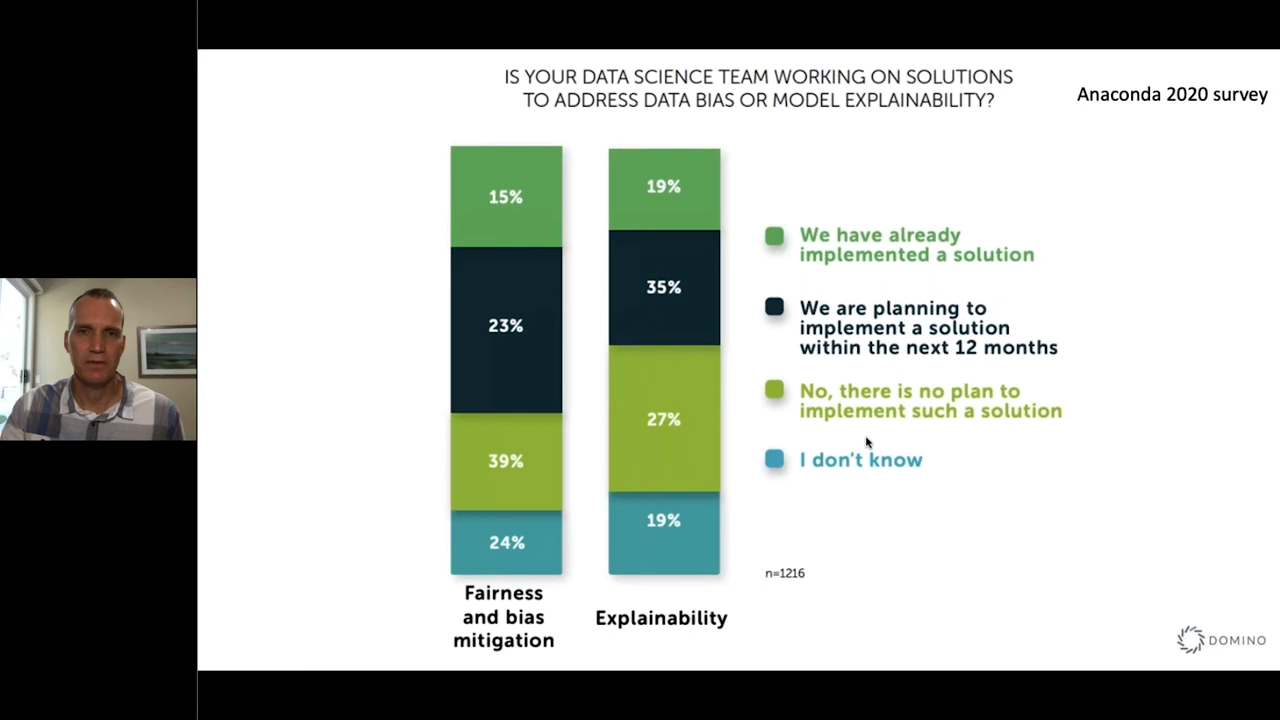 IS YOUR DATA SCIENCE TEAM WORKING ON SOLUTIONS
TO ADDRESS DATA BIAS OR MODEL EXPLAINABILITY?
Anaconda 2020 survey
15%
23%
39%
24%
Fairness
and bias
mitigation
19%
35%
27%
19%
Explainability
We have already
implemented a solution
We are planning to
implement a solution
within the next 12 months
No, there is no plan to
implement such a solution
I don't know
n=1216
DOMINO